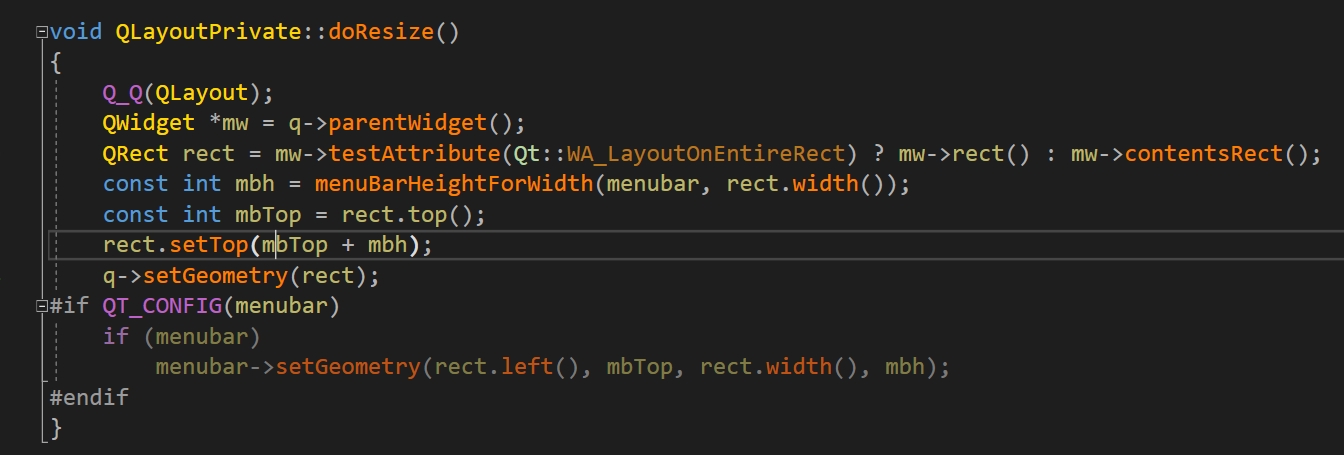 void QLayoutPrivate::doResize()
{
    Q_Q(QLayout);
    QWidget *mw = q->parentWidget();
    QRect rect = mw->testAttribute(Qt::WA_LayoutOnEntireRect) ? mw->rect() : mw->contentsRect();
    const int mbh = menuBarHeightForWidth(menubar, rect.width());
    const int mbTop = rect.top();
    rect.setTop(mbTop + mbh);
    q->setGeometry(rect);
#if QT_CONFIG(menubar)
    if (menubar)
        menubar->setGeometry(rect.left(), mbTop, rect.width(), mbh);
#endif
}